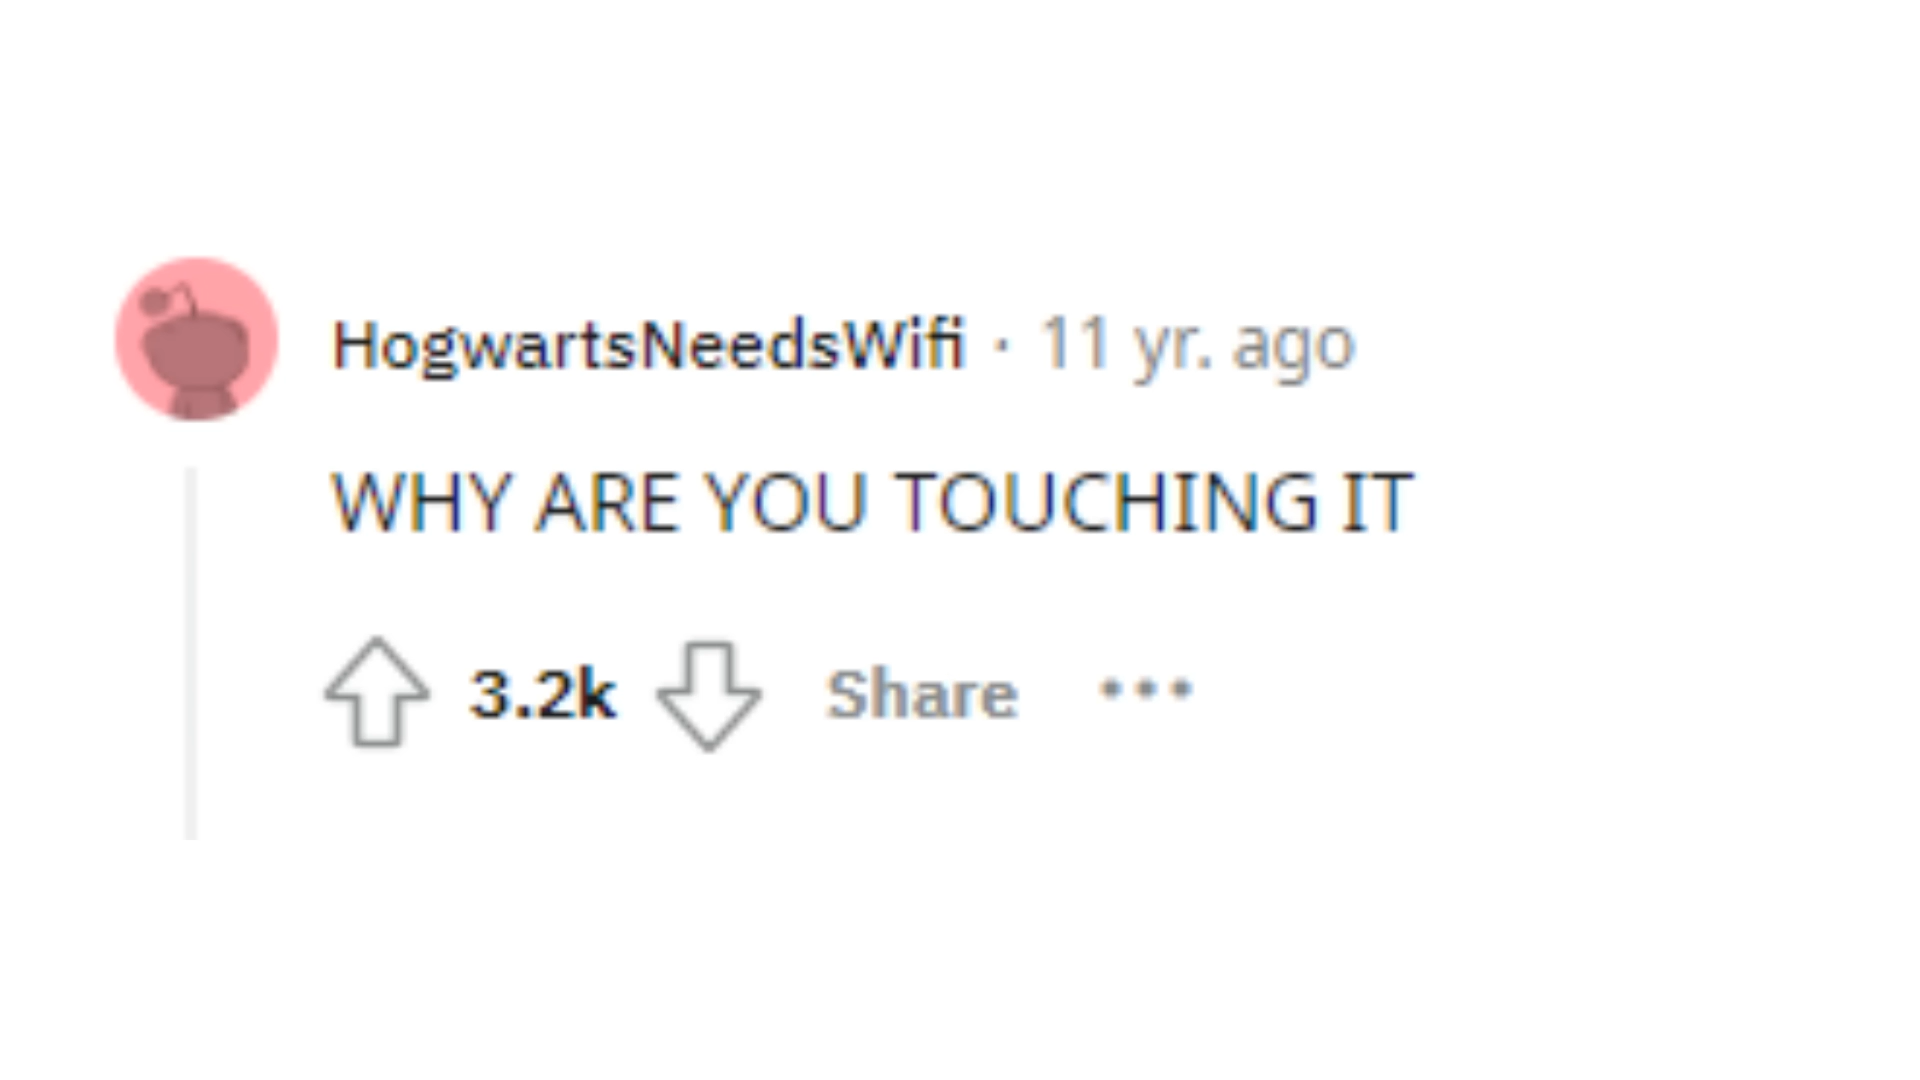 HogwartsNeedsWifi · 11 yr. ago
WHY ARE YOU TOUCHING IT
3.2k Share •••